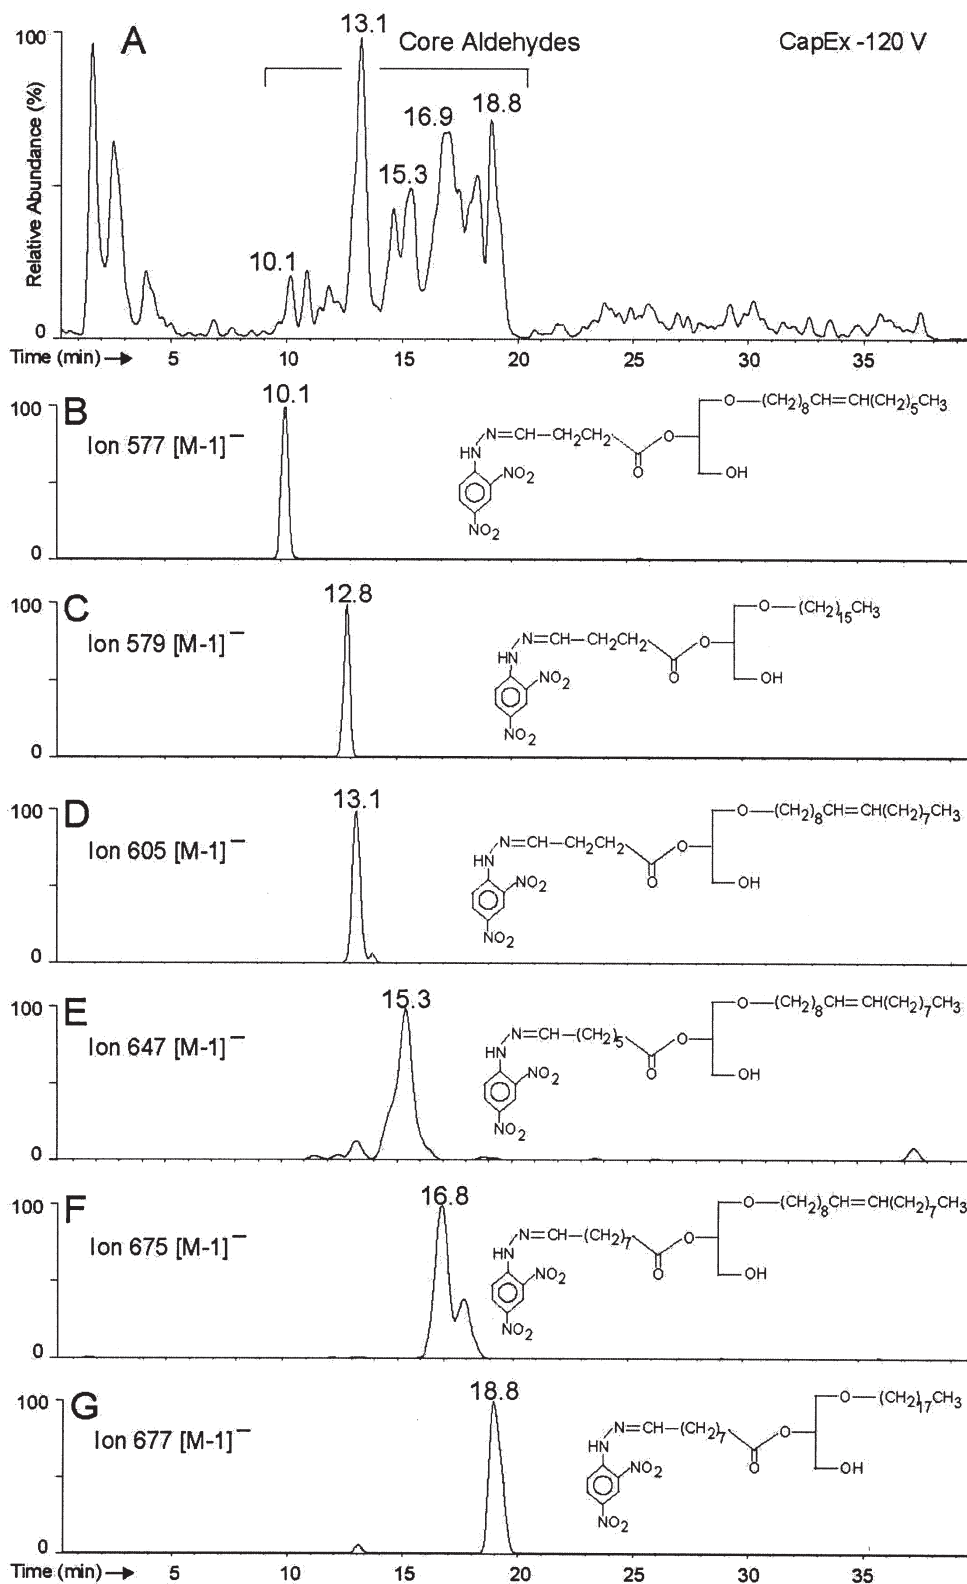 A
13.1
Core Aldehydes
CapEx -120 V
100
Relative Abundance (%)
0
10.1
15.3
16.9
18.8
Time (min) → 5 10 15 20 25 30 35
B
10.1
100
Ion 577 [M-1]⁻
0
O—(CH₂)₈CH=CH(CH₂)₅CH₃
N=CH—CH₂CH₂
O
HN
O
OH
NO₂
NO₂
C
12.8
100
Ion 579 [M-1]⁻
0
O—(CH₂)₁₅CH₃
N=CH—CH₂CH₂
O
HN
O
OH
NO₂
NO₂
D
13.1
100
Ion 605 [M-1]⁻
0
O—(CH₂)₈CH=CH(CH₂)₇CH₃
N=CH—CH₂CH₂
O
HN
O
OH
NO₂
NO₂
E
15.3
100
Ion 647 [M-1]⁻
0
O—(CH₂)₈CH=CH(CH₂)₇CH₃
N=CH—(CH₂)₅
O
HN
O
OH
NO₂
NO₂
F
16.8
100
Ion 675 [M-1]⁻
0
O—(CH₂)₈CH=CH(CH₂)₇CH₃
N=CH—(CH₂)₇
O
HN
O
OH
NO₂
NO₂
G
18.8
100
Ion 677 [M-1]⁻
0
O—(CH₂)₁₇CH₃
N=CH—(CH₂)₇
O
HN
O
OH
NO₂
NO₂
Time (min) → 5 10 15 20 25 30 35